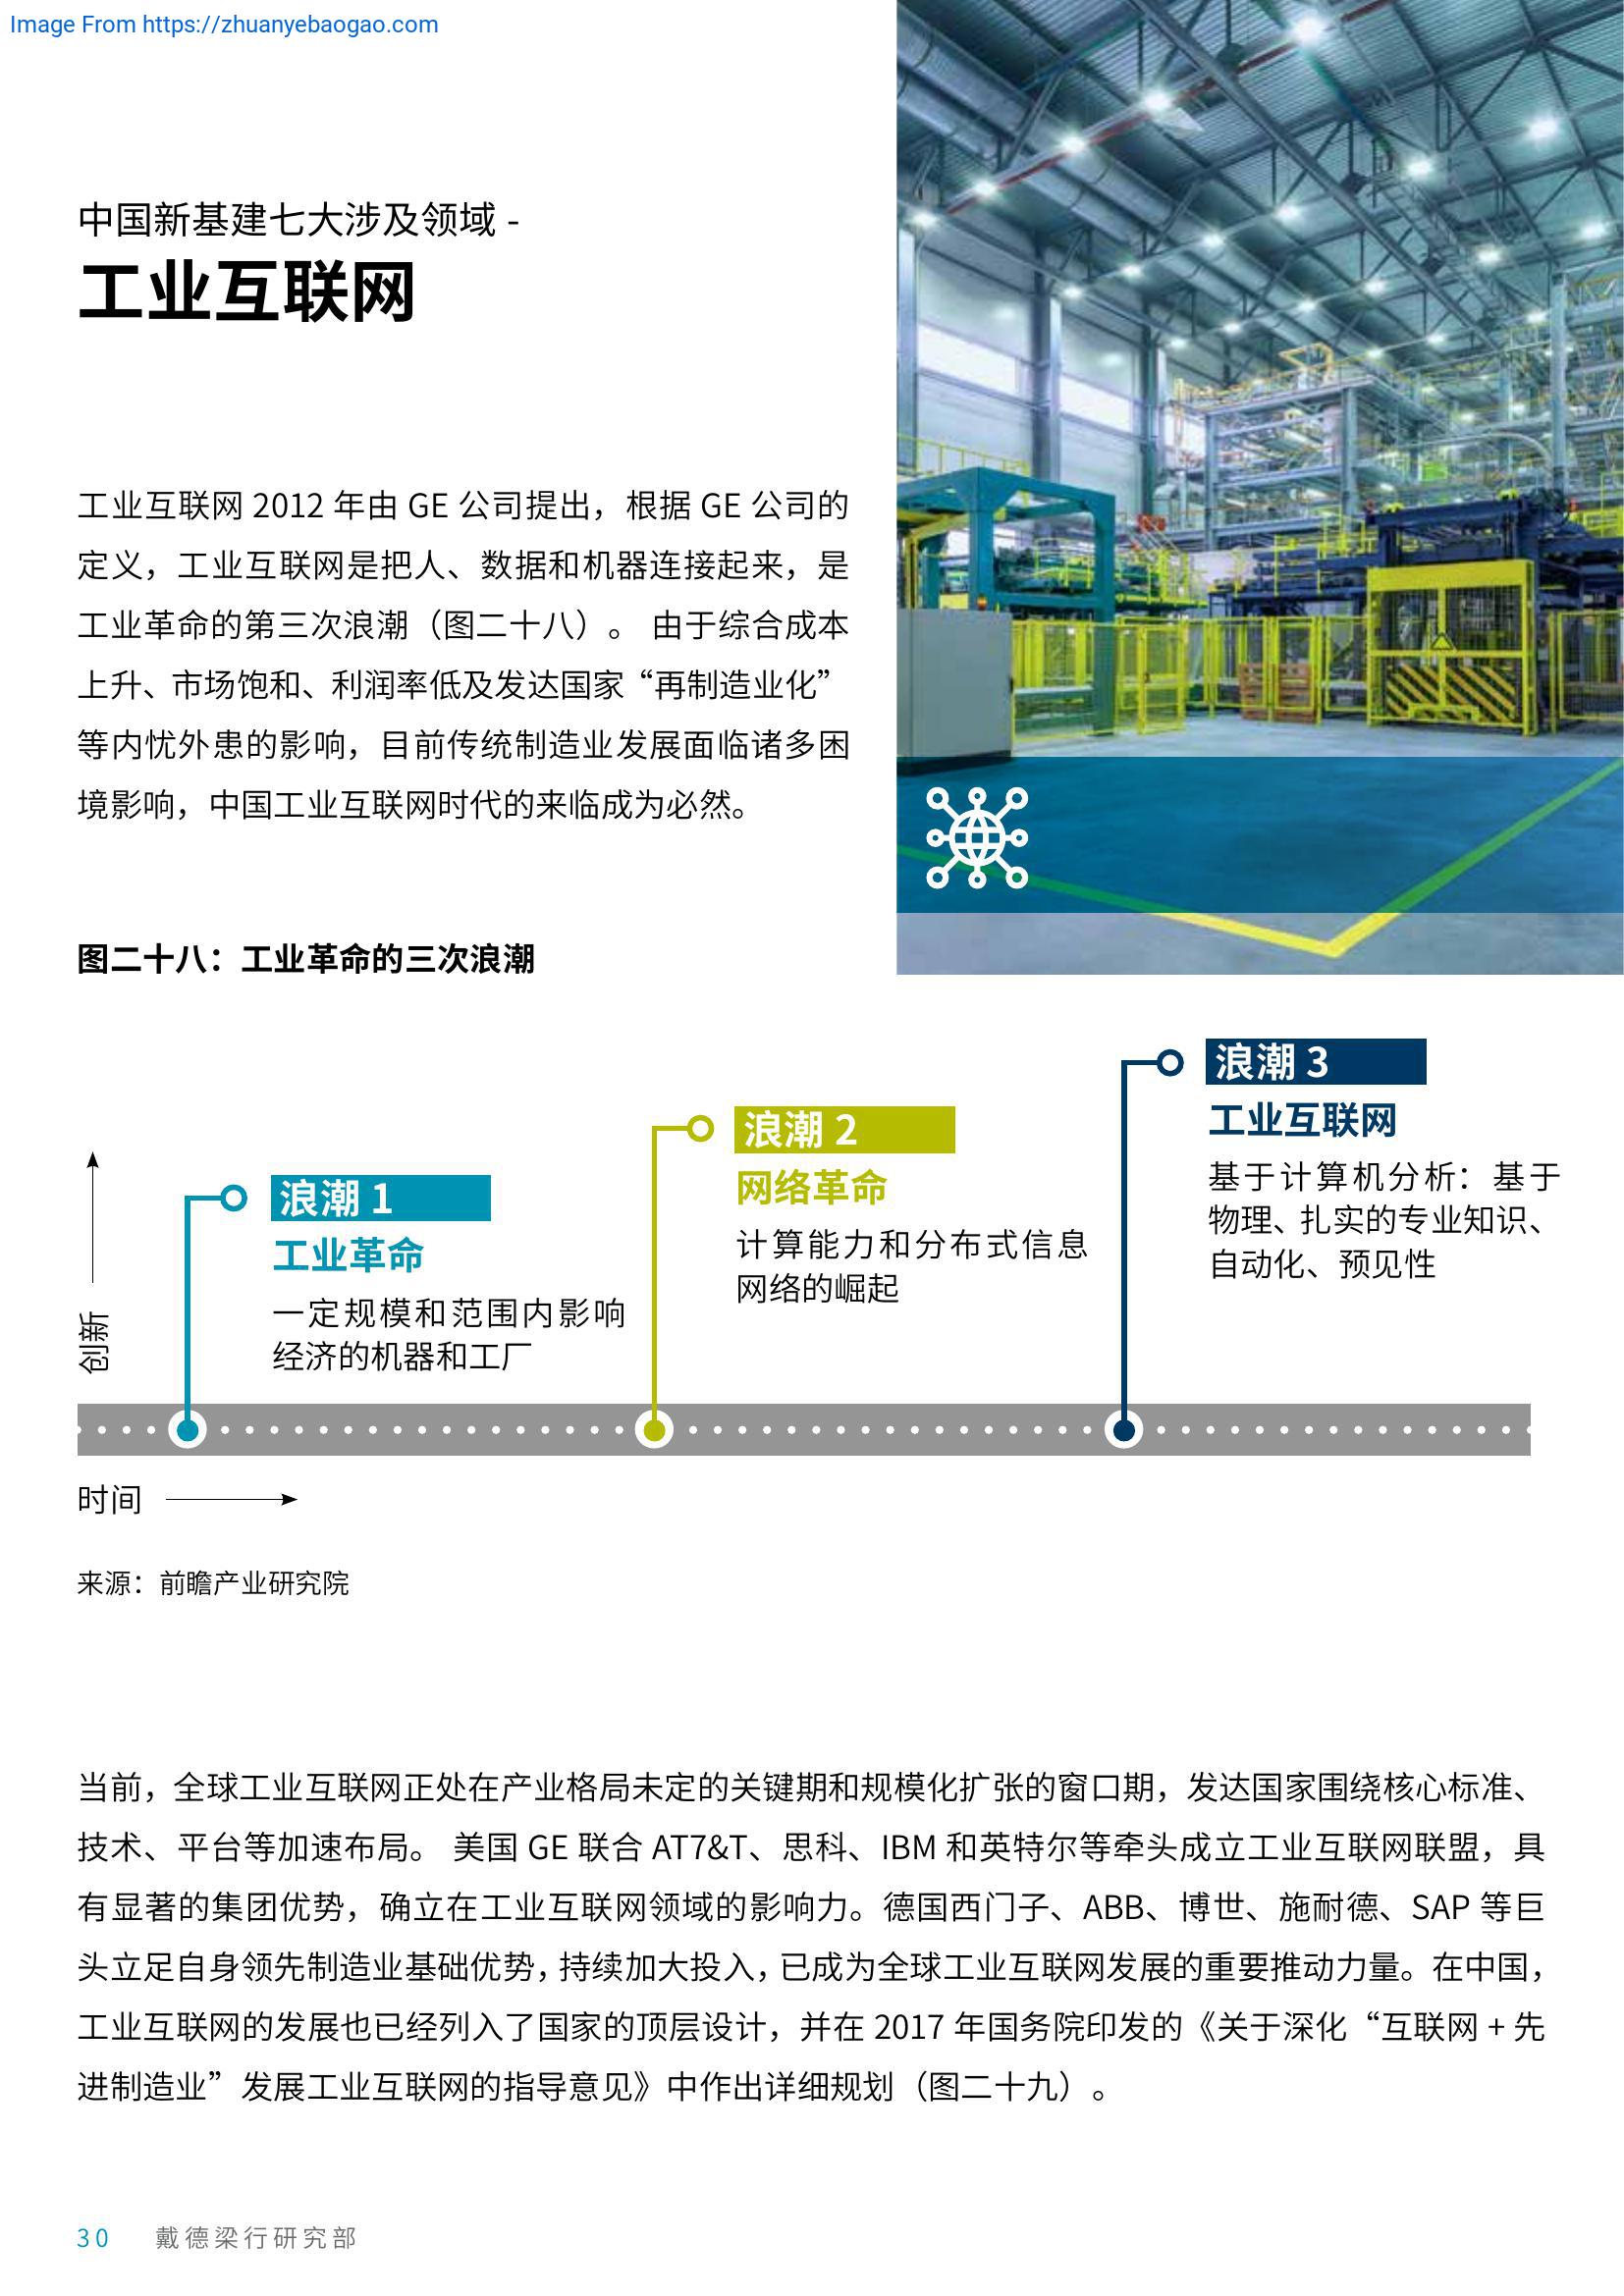 Image From https://zhuanyebaogao.com
中国新基建七大涉及领域 -
工业互联网
工业互联网 2012 年由 GE 公司提出，根据 GE 公司的
定义，工业互联网是把人、数据和机器连接起来，是
工业革命的第三次浪潮（图二十八）。 由于综合成本
上升、市场饱和、利润率低及发达国家“再制造业化”
等内忧外患的影响，目前传统制造业发展面临诸多困
境影响，中国工业互联网时代的来临成为必然。
图二十八：工业革命的三次浪潮
创新
浪潮 1
工业革命
一定规模和范围内影响
经济的机器和工厂
浪潮 2
网络革命
计算能力和分布式信息
网络的崛起
浪潮 3
工业互联网
基于计算机分析：基于
物理、扎实的专业知识、
自动化、预见性
时间
来源：前瞻产业研究院
当前，全球工业互联网正处在产业格局未定的关键期和规模化扩张的窗口期，发达国家围绕核心标准、
技术、平台等加速布局。 美国 GE 联合 AT7&T、思科、IBM 和英特尔等牵头成立工业互联网联盟，具
有显著的集团优势，确立在工业互联网领域的影响力。德国西门子、ABB、博世、施耐德、SAP 等巨
头立足自身领先制造业基础优势，持续加大投入，已成为全球工业互联网发展的重要推动力量。在中国，
工业互联网的发展也已经列入了国家的顶层设计，并在 2017 年国务院印发的《关于深化“互联网 + 先
进制造业”发展工业互联网的指导意见》中作出详细规划（图二十九）。
30 戴德梁行研究部